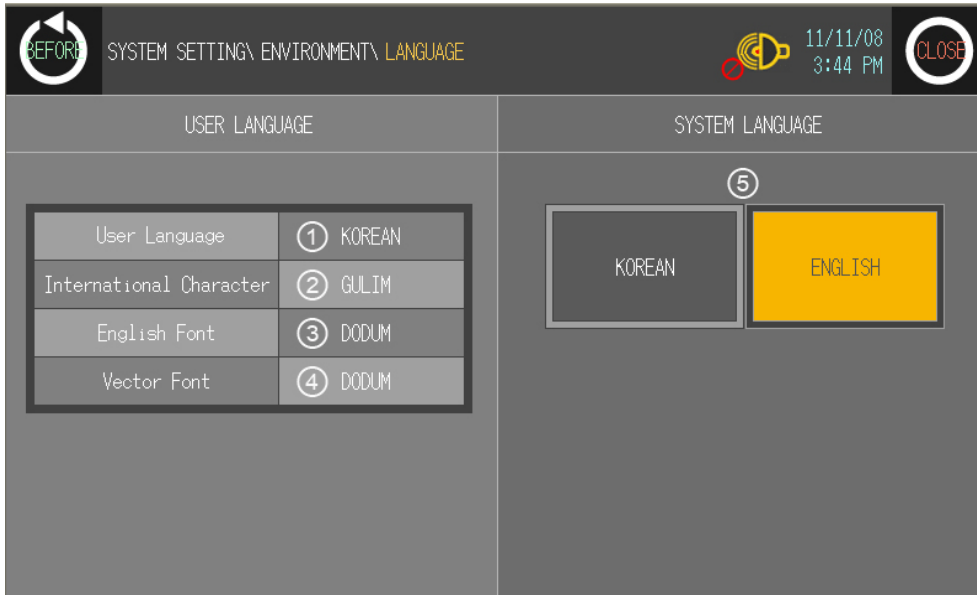 BEFORE
SYSTEM SETTING\ ENVIRONMENT\ LANGUAGE
11/11/08
3:44 PM
CLOSE
USER LANGUAGE
User Language ① KOREAN
International Character ② GULIM
English Font ③ DODUM
Vector Font ④ DODUM
SYSTEM LANGUAGE
⑤
KOREAN
ENGLISH